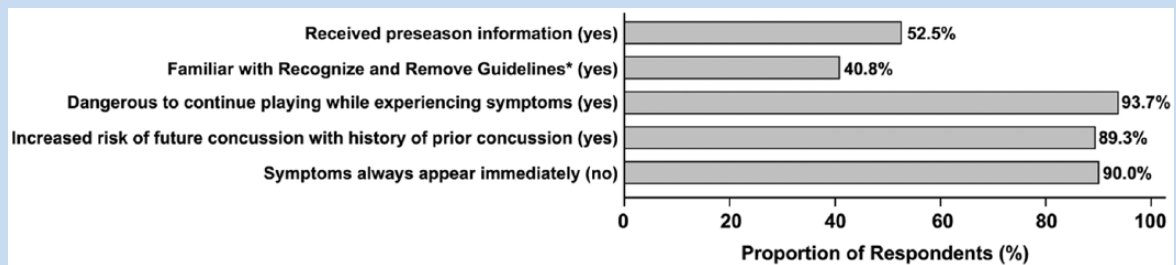 Received preseason information (yes) 52.5%
Familiar with Recognize and Remove Guidelines* (yes) 40.8%
Dangerous to continue playing while experiencing symptoms (yes) 93.7%
Increased risk of future concussion with history of prior concussion (yes) 89.3%
Symptoms always appear immediately (no) 90.0%
0 20 40 60 80 100
Proportion of Respondents (%)